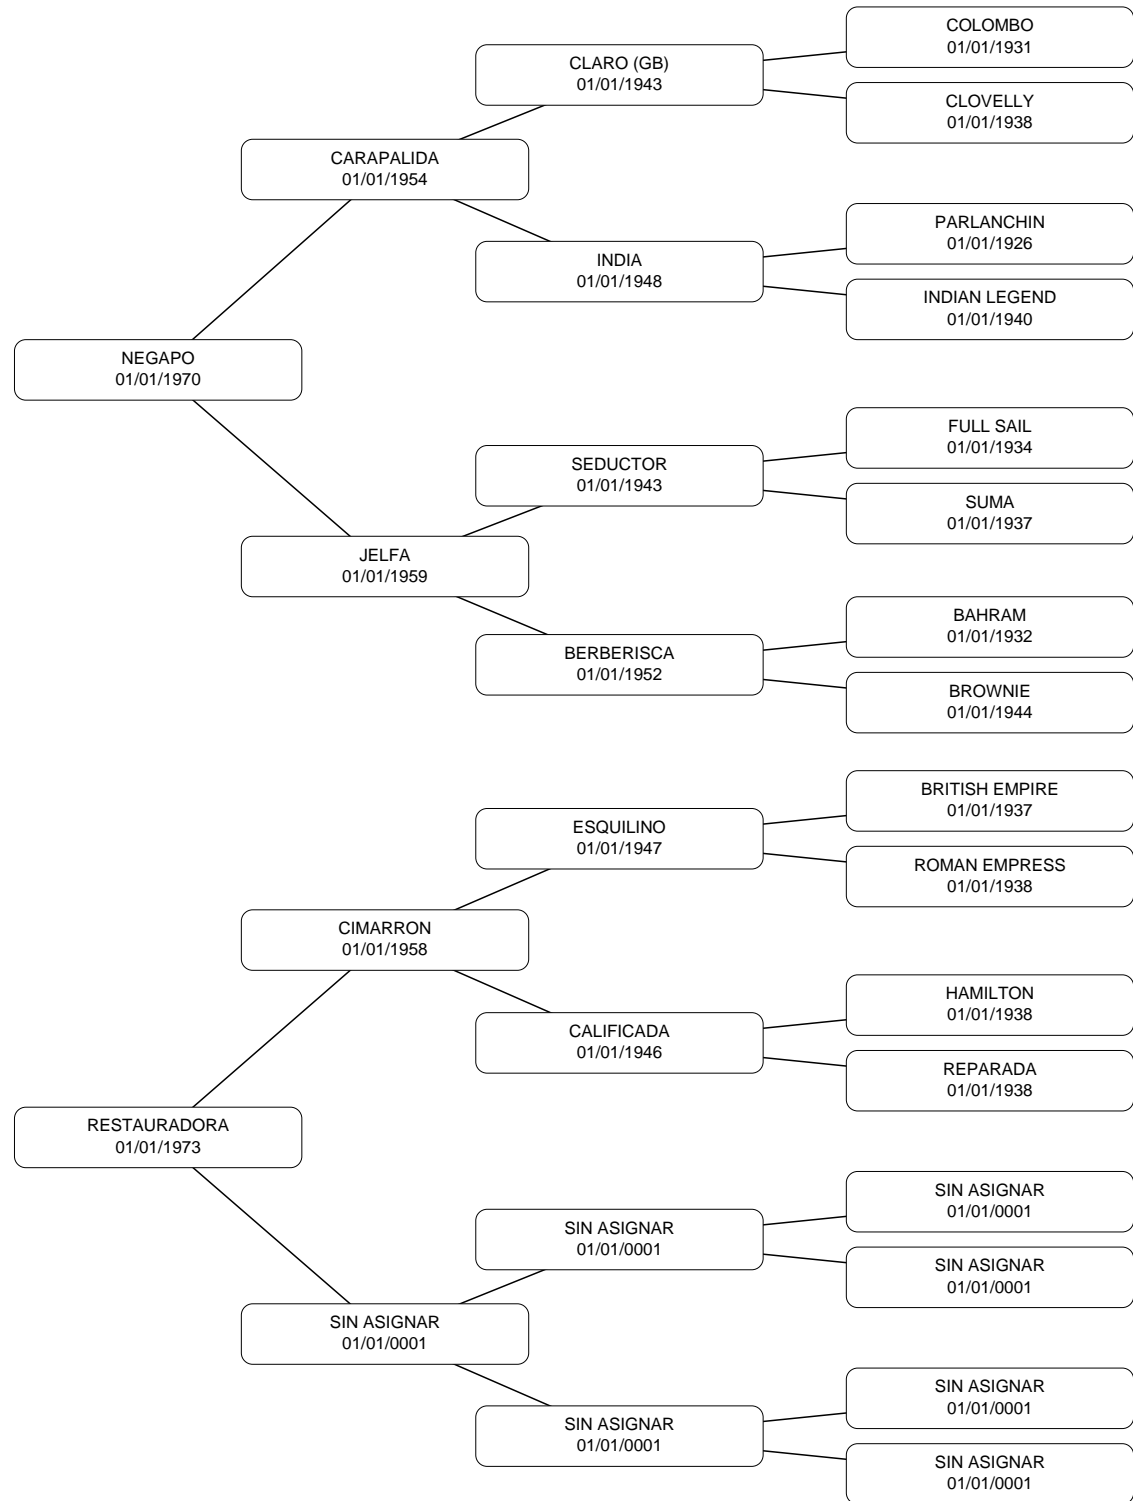 COLOMBO
01/01/1931
CLARO (GB)
01/01/1943
CLOVELLY
01/01/1938
CARAPALIDA
01/01/1954
PARLANCHIN
01/01/1926
INDIA
01/01/1948
INDIAN LEGEND
01/01/1940
NEGAPO
01/01/1970
FULL SAIL
01/01/1934
SEDUCTOR
01/01/1943
SUMA
01/01/1937
JELFA
01/01/1959
BAHRAM
01/01/1932
BERBERISCA
01/01/1952
BROWNIE
01/01/1944
BRITISH EMPIRE
01/01/1937
ESQUILINO
01/01/1947
ROMAN EMPRESS
01/01/1938
CIMARRON
01/01/1958
HAMILTON
01/01/1938
CALIFICADA
01/01/1946
REPARADA
01/01/1938
RESTAURADORA
01/01/1973
SIN ASIGNAR
01/01/0001
SIN ASIGNAR
01/01/0001
SIN ASIGNAR
01/01/0001
SIN ASIGNAR
01/01/0001
SIN ASIGNAR
01/01/0001
SIN ASIGNAR
01/01/0001
SIN ASIGNAR
01/01/0001